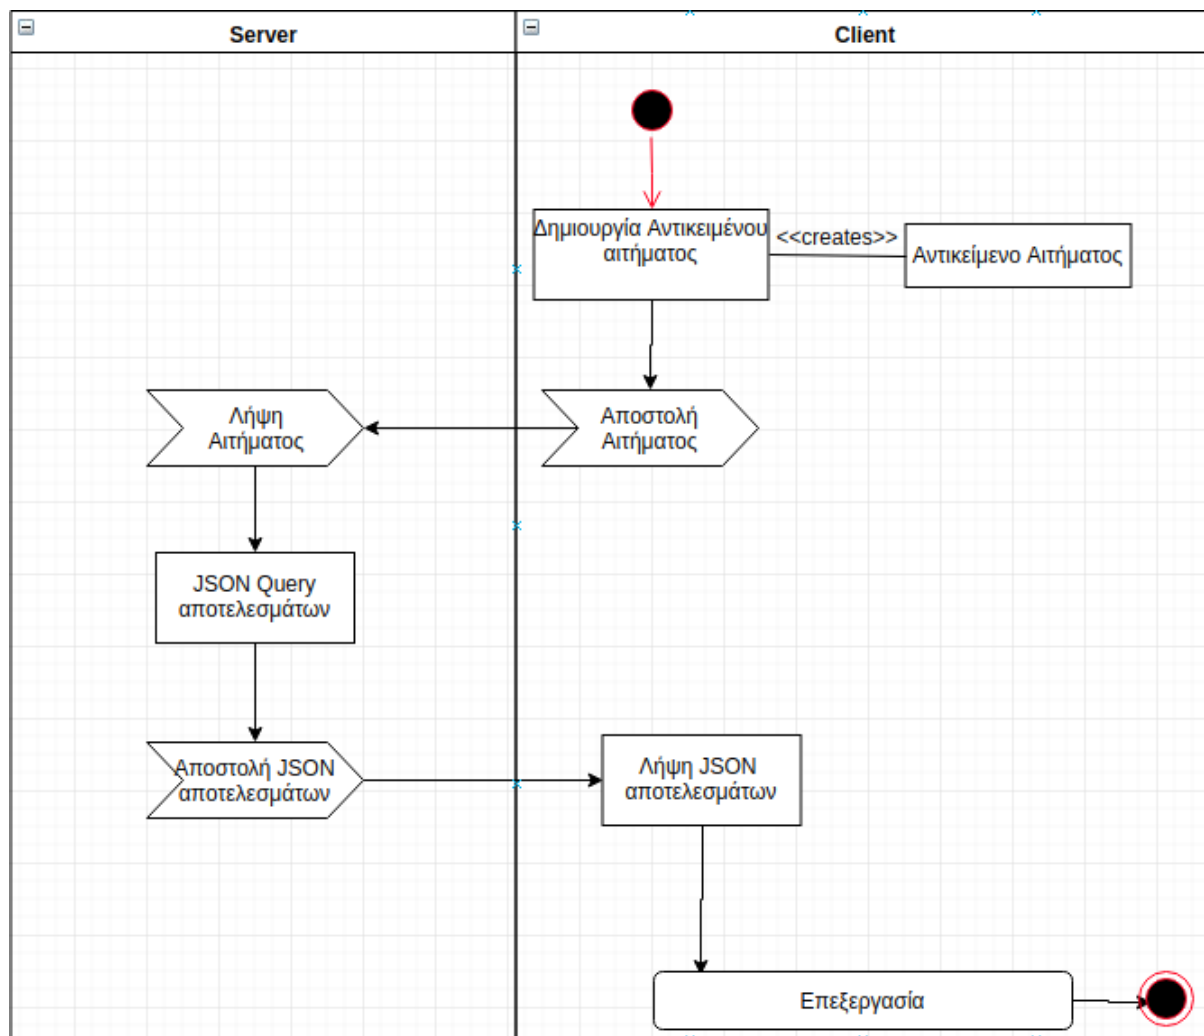 Server
Client
Δημιουργία Αντικειμένου
αιτήματος
<<creates>>
Αντικείμενο Αιτήματος
Λήψη
Αιτήματος
Αποστολή
Αιτήματος
JSON Query
αποτελεσμάτων
Αποστολή JSON
αποτελεσμάτων
Λήψη JSON
αποτελεσμάτων
Επεξεργασία